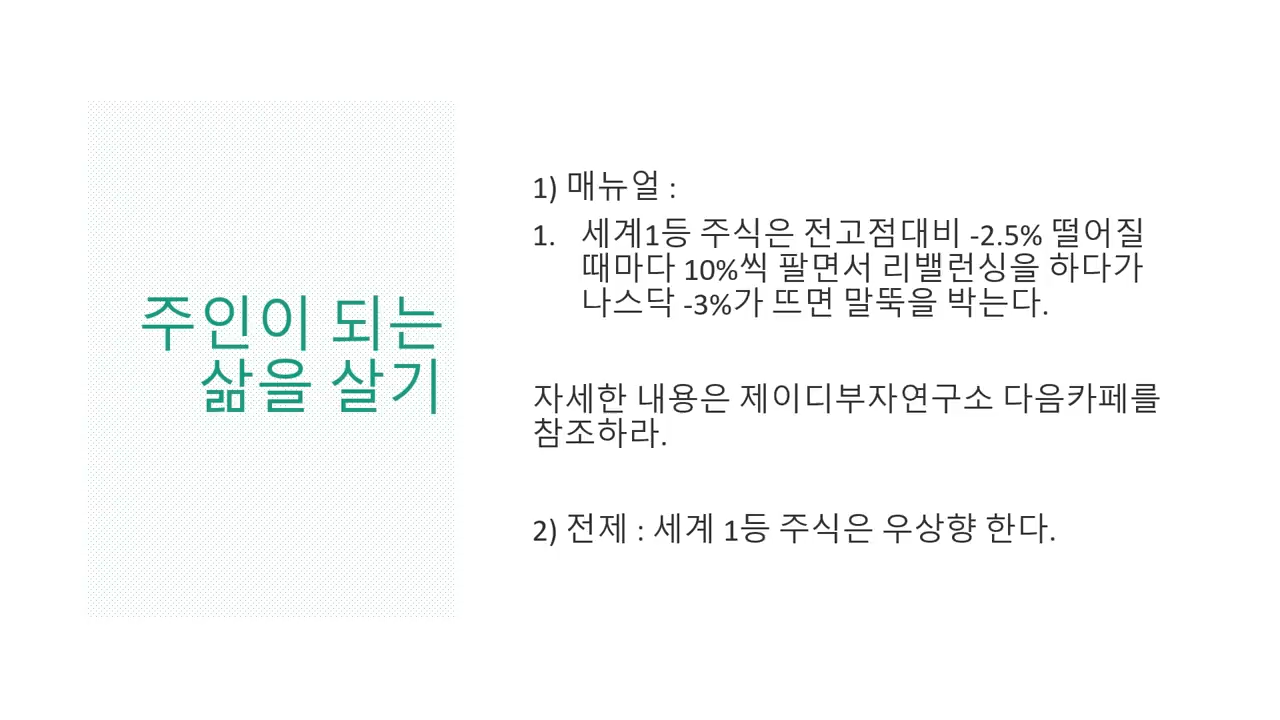 주인이 되는
삶을 살기
1) 매뉴얼 :
1. 세계1등 주식은 전고점대비 -2.5% 떨어질
때마다 10%씩 팔면서 리밸런싱을 하다가
나스닥 -3%가 뜨면 말뚝을 박는다.
자세한 내용은 제이디부자연구소 다음카페를
참조하라.
2) 전제 : 세계 1등 주식은 우상향 한다.